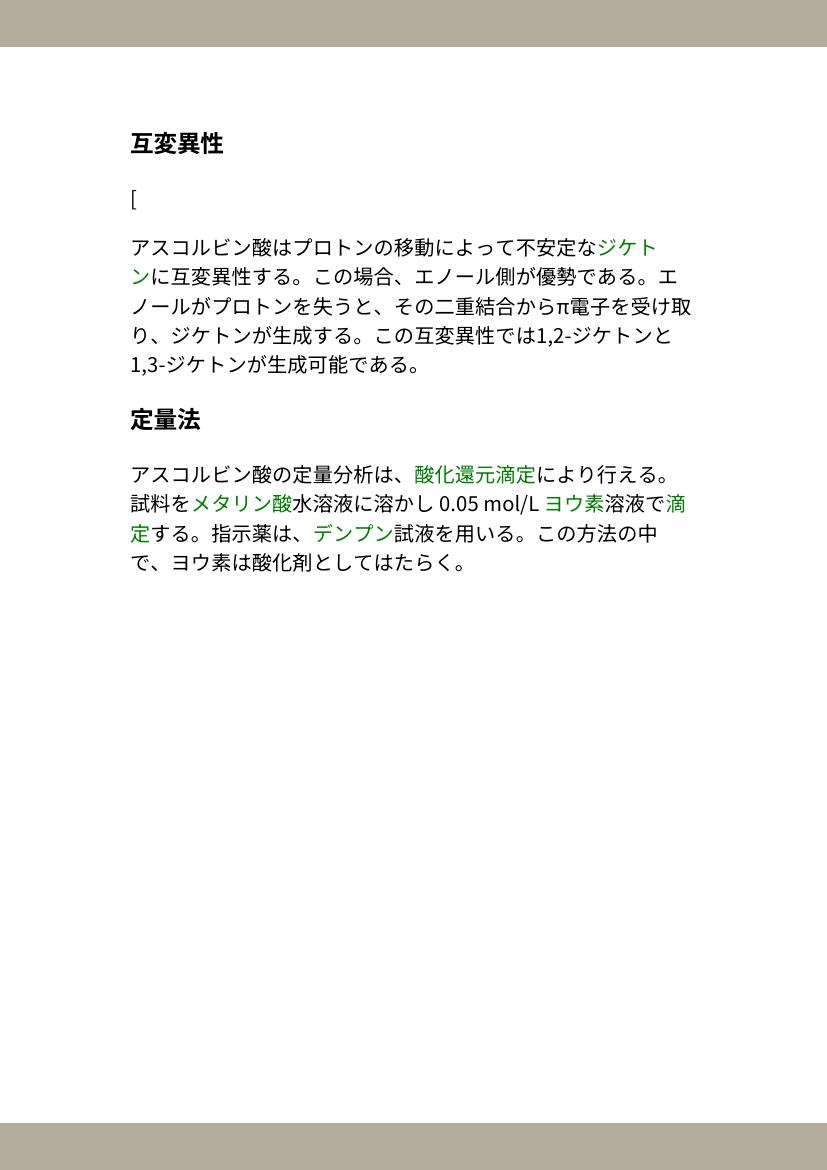 互変異性
[
アスコルビン酸はプロトンの移動によって不安定なジケト
ンに互変異性する。この場合、エノール側が優勢である。エ
ノールがプロトンを失うと、その二重結合からπ電子を受け取
り、ジケトンが生成する。この互変異性では1,2-ジケトンと
1,3-ジケトンが生成可能である。
定量法
アスコルビン酸の定量分析は、酸化還元滴定により行える。
試料をメタリン酸水溶液に溶かし 0.05 mol/L ヨウ素溶液で滴
定する。指示薬は、デンプン試液を用いる。この方法の中
で、ヨウ素は酸化剤としてはたらく。